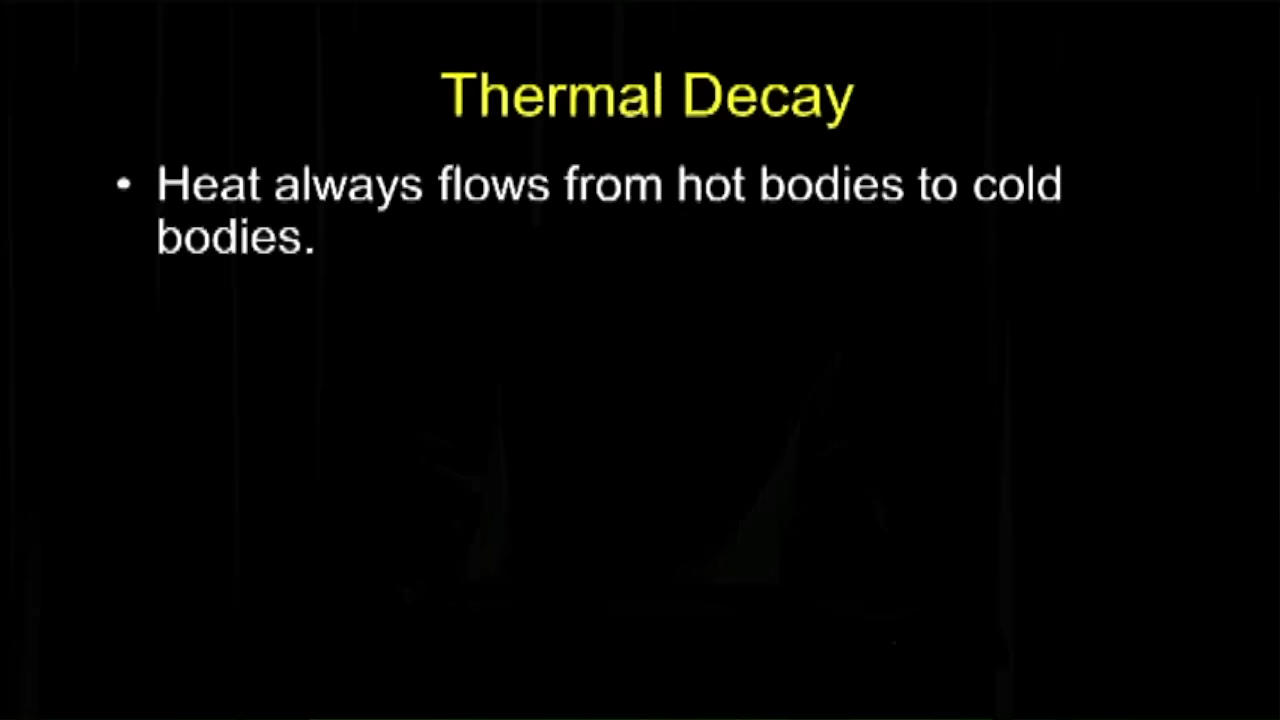 Thermal Decay
• Heat always flows from hot bodies to cold
bodies.